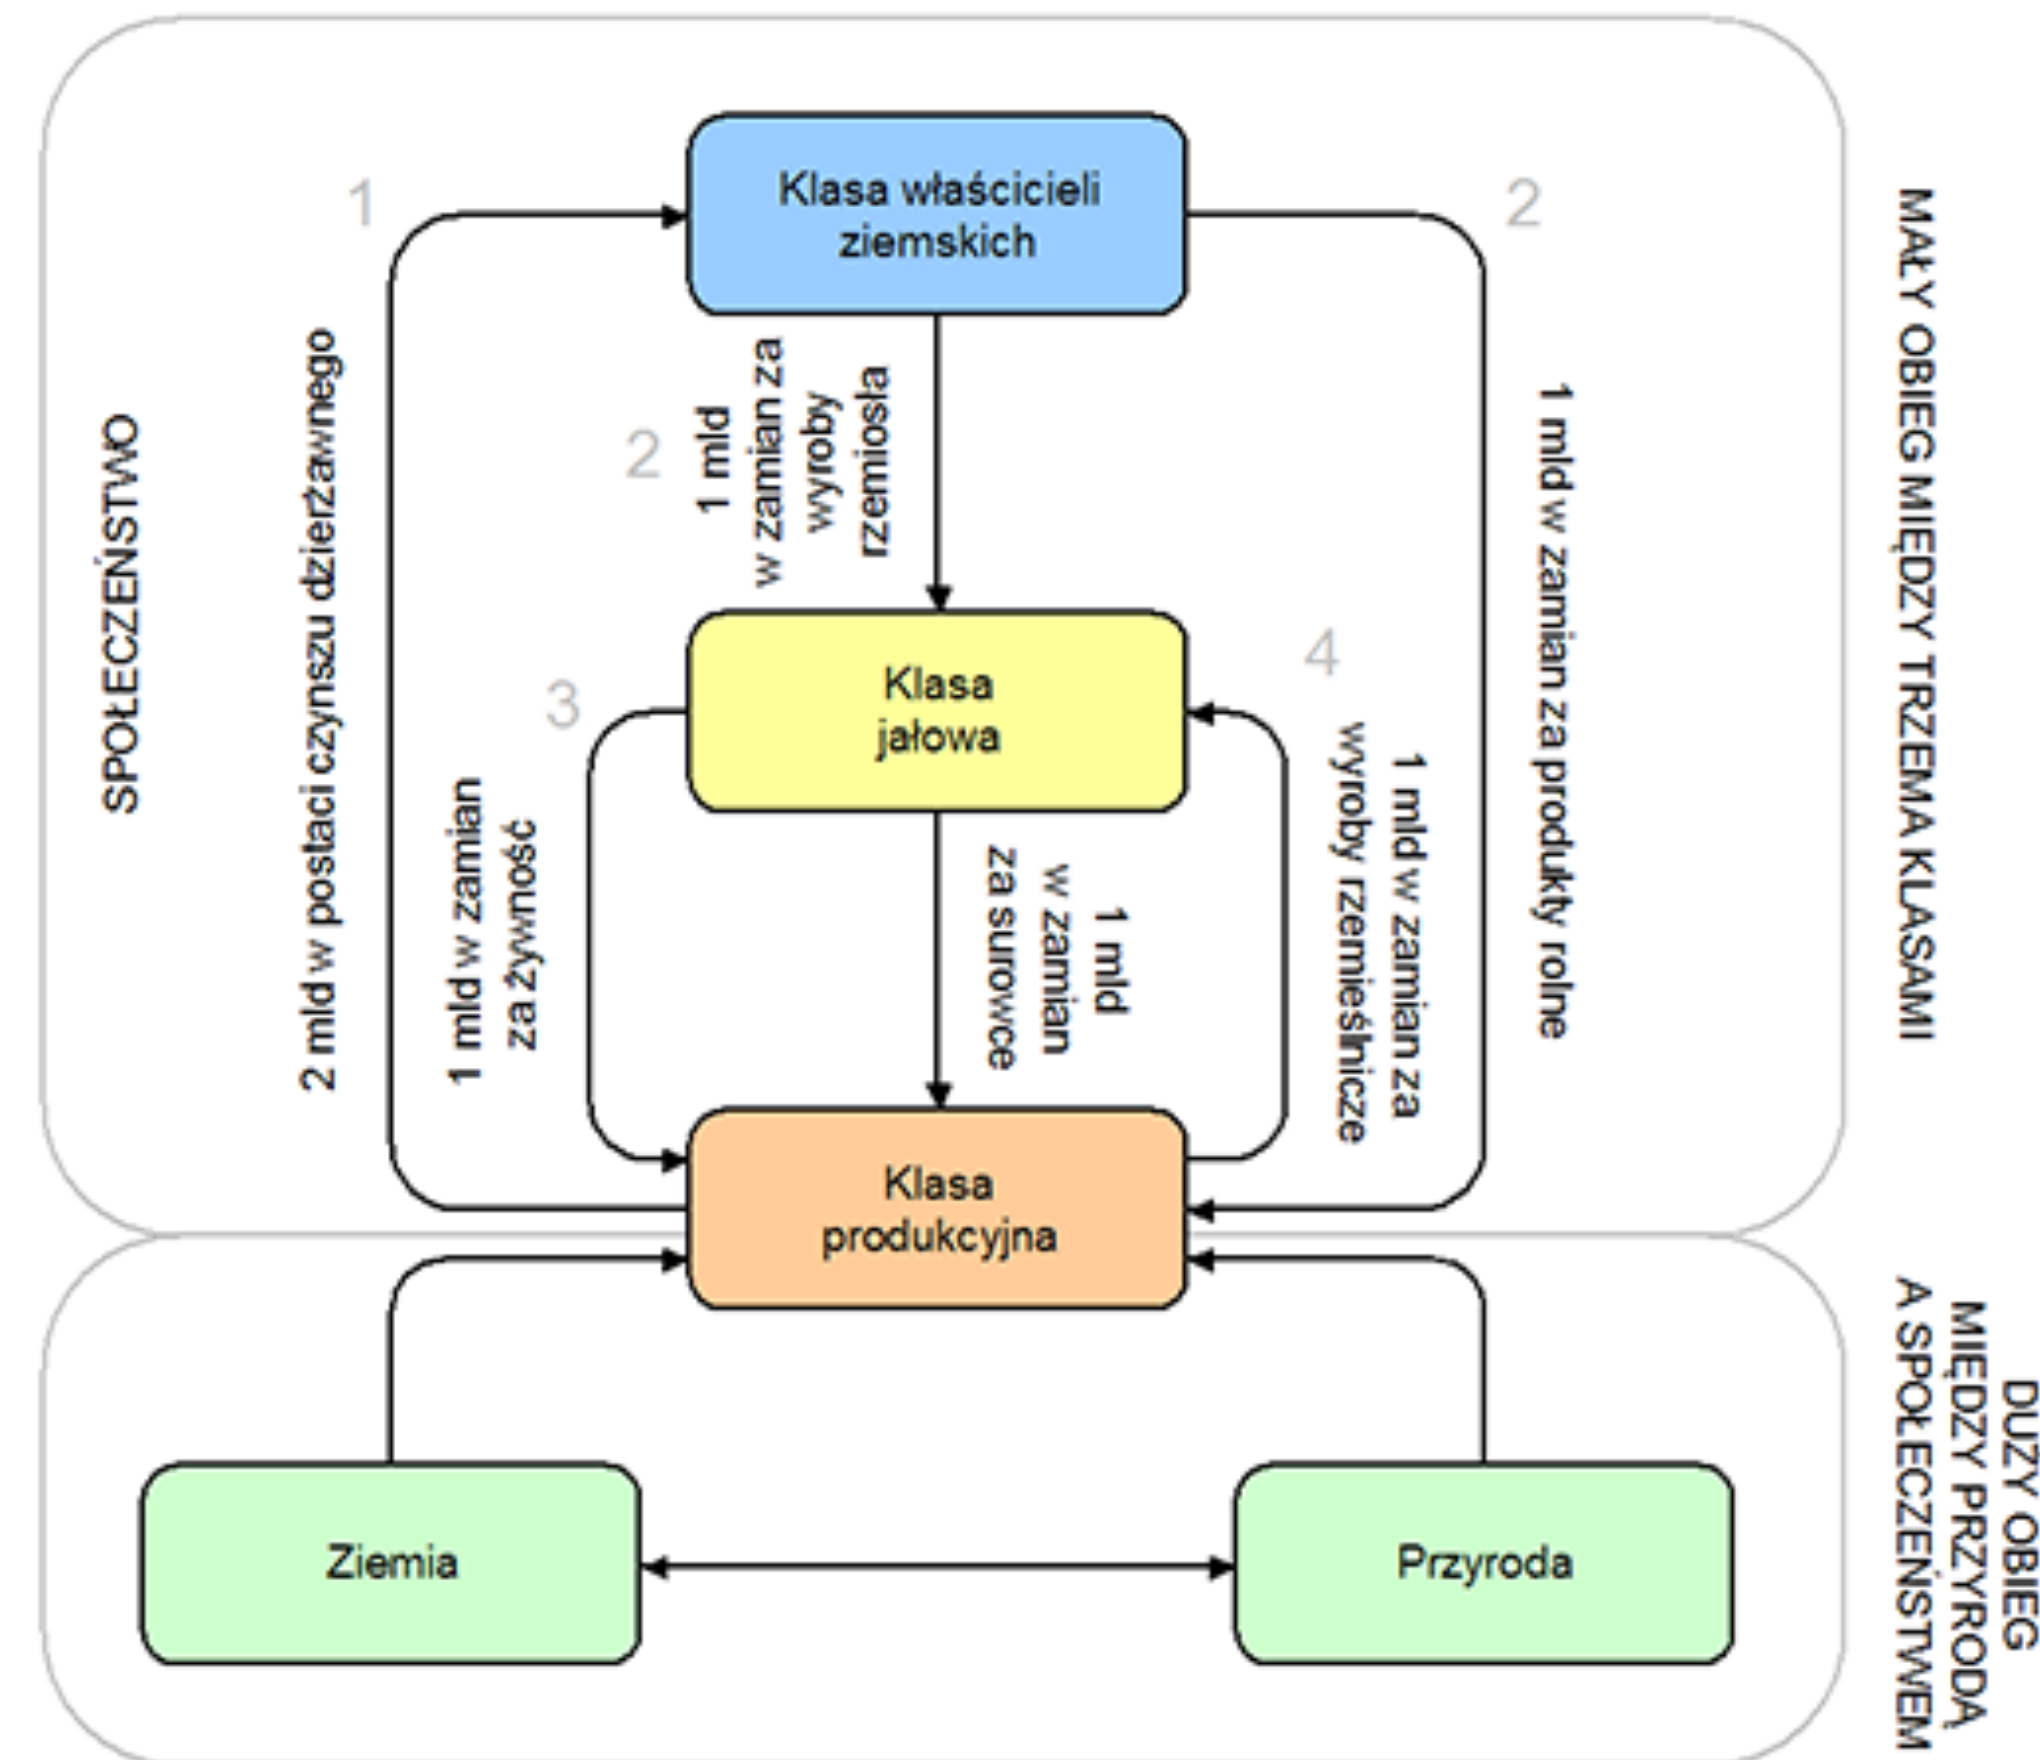 SPOŁECZEŃSTWO
1
2 mld w postaci czynszu dzierżawnego
Klasa właścicieli
ziemskich
2
1 mld w zamian za produkty rolne
2
1 mld
w zamian za
wyroby
rzemiosła
Klasa
jałowa
3
1 mld w zamian
za żywność
1 mld
w zamian
za surowce
4
1 mld w zamian za
wyroby rzemieślnicze
Klasa
produkcyjna
MAŁY OBIEG MIĘDZY TRZEMA KLASAMI
Ziemia
Przyroda
DUŻY OBIEG
MIĘDZY PRZYRODĄ
A SPOŁECZEŃSTWEM